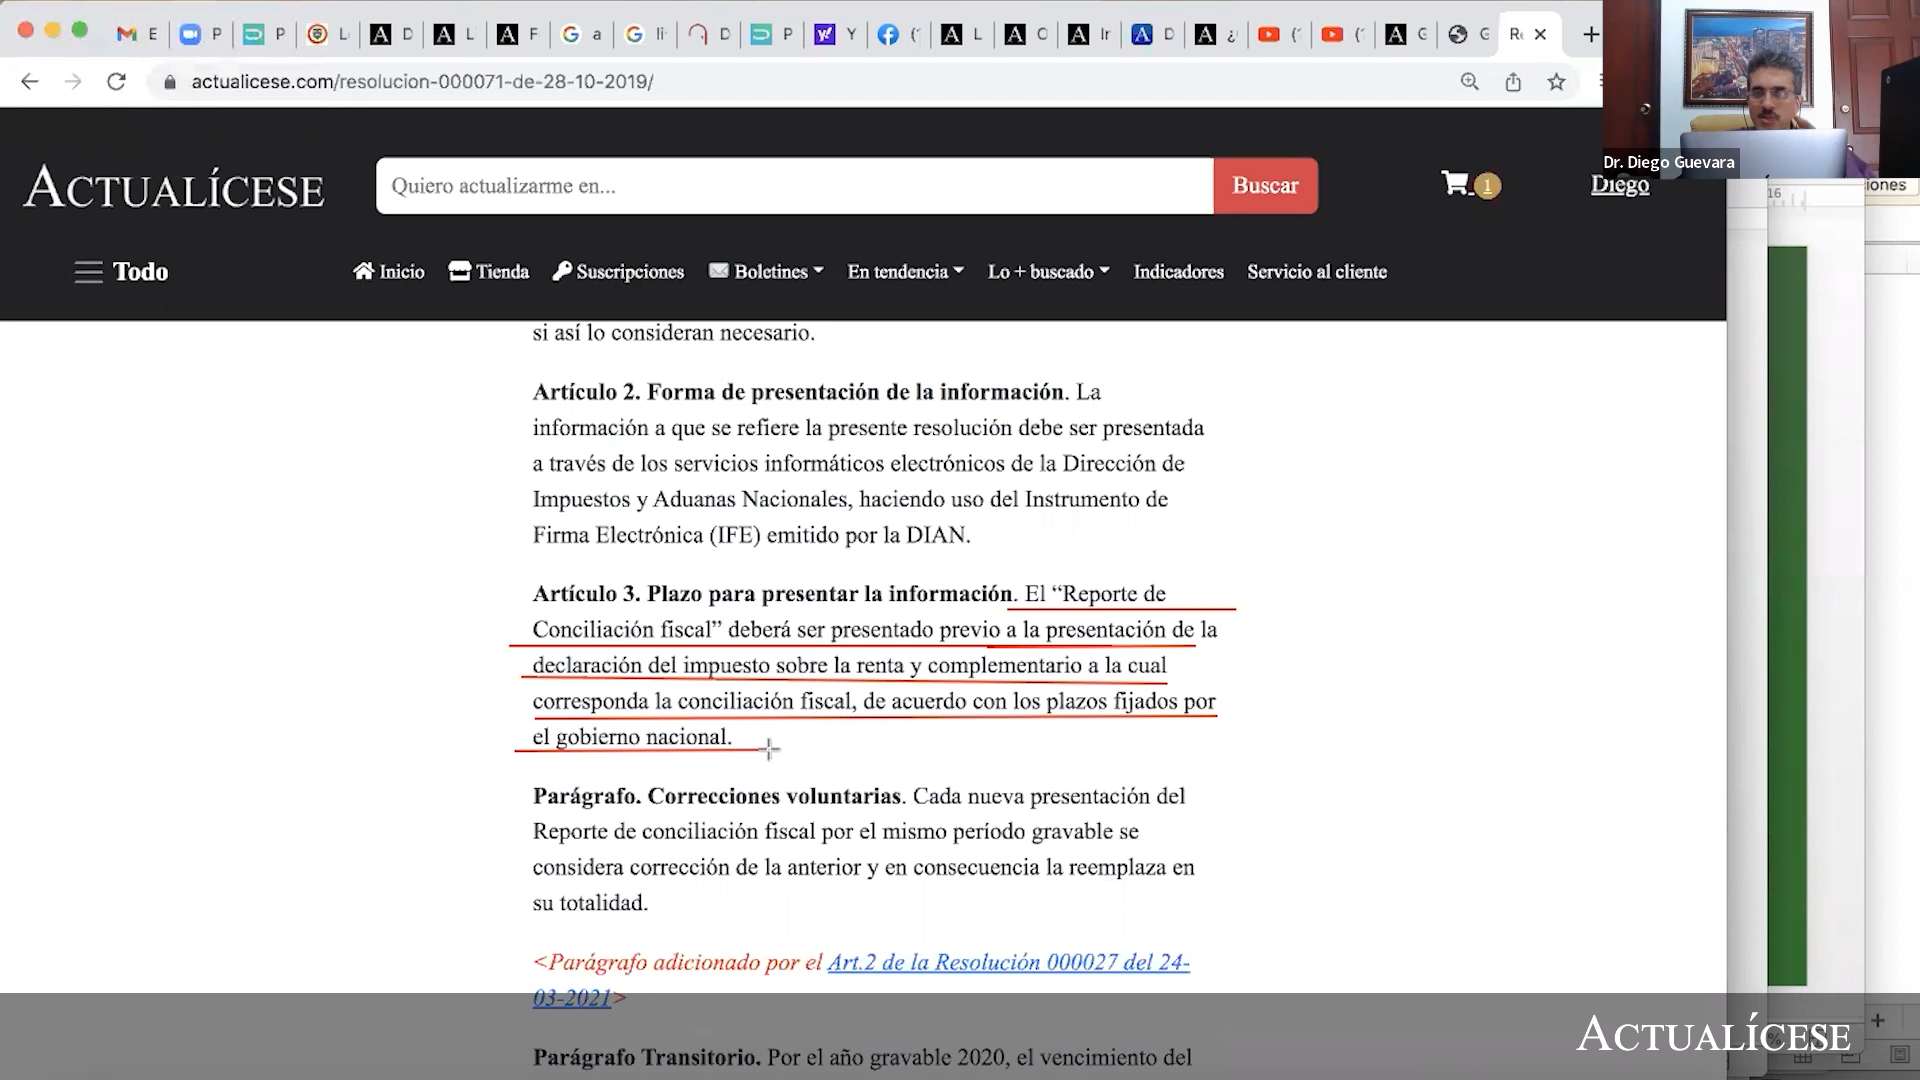 E
P
P
L
D
L
F
a
li
D
P
Y
(
L
C
Ir
D
¿
(
(
G
G
R
actualicese.com/resolucion-000071-de-28-10-2019/
Dr. Diego Guevara
ACTUALÍCESE
Quiero actualizarme en...
Buscar
1
Diego
16
iones
Todo
Inicio
Tienda
Suscripciones
Boletines
En tendencia
Lo + buscado
Indicadores
Servicio al cliente
si así lo consideran necesario.
Artículo 2. Forma de presentación de la información. La
información a que se refiere la presente resolución debe ser presentada
a través de los servicios informáticos electrónicos de la Dirección de
Impuestos y Aduanas Nacionales, haciendo uso del Instrumento de
Firma Electrónica (IFE) emitido por la DIAN.
Artículo 3. Plazo para presentar la información. El “Reporte de
Conciliación fiscal” deberá ser presentado previo a la presentación de la
declaración del impuesto sobre la renta y complementario a la cual
corresponda la conciliación fiscal, de acuerdo con los plazos fijados por
el gobierno nacional.
Parágrafo. Correcciones voluntarias. Cada nueva presentación del
Reporte de conciliación fiscal por el mismo período gravable se
considera corrección de la anterior y en consecuencia la reemplaza en
su totalidad.
<Parágrafo adicionado por el Art.2 de la Resolución 000027 del 24-
03-2021>
Parágrafo Transitorio. Por el año gravable 2020, el vencimiento del
ACTUALÍCESE